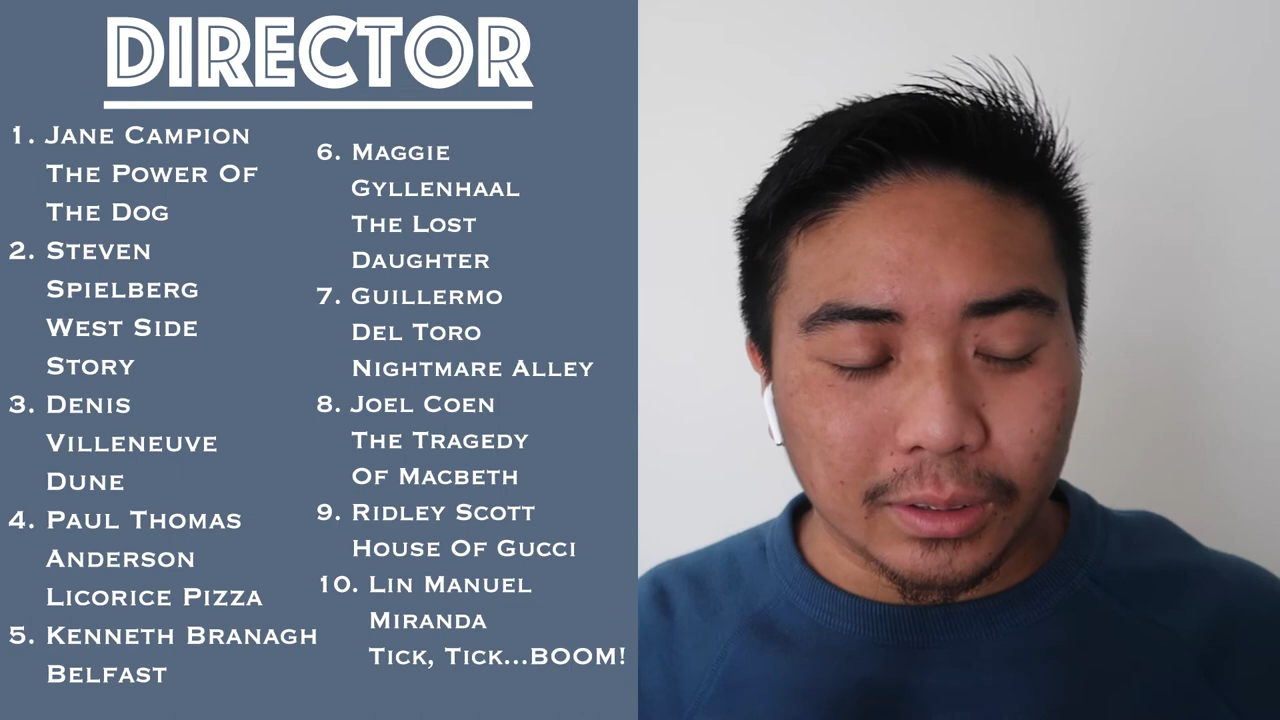 DIRECTOR
1. JANE CAMPION
THE POWER OF
THE DOG
2. STEVEN
SPIELBERG
WEST SIDE
STORY
3. DENIS
VILLENEUVE
DUNE
4. PAUL THOMAS
ANDERSON
LICORICE PIZZA
5. KENNETH BRANAGH
BELFAST
6. MAGGIE
GYLLENHAAL
THE LOST
DAUGHTER
7. GUILLERMO
DEL TORO
NIGHTMARE ALLEY
8. JOEL COEN
THE TRAGEDY
OF MACBETH
9. RIDLEY SCOTT
HOUSE OF GUCCI
10. LIN MANUEL
MIRANDA
TICK, TICK...BOOM!